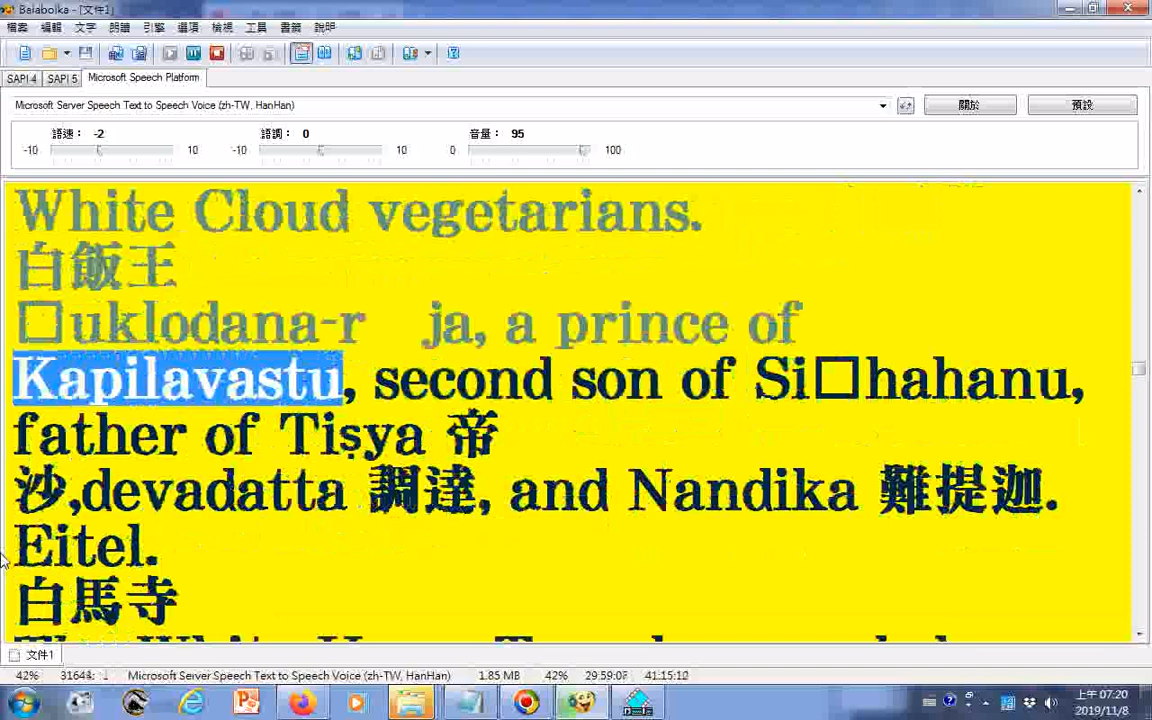 Balabolka - [文件1]
檔案 編輯 文字 朗讀 引擎 選項 檢視 工具 書籤 說明
SAPI 4 SAPI 5 Microsoft Speech Platform
Microsoft Server Speech Text to Speech Voice (zh-TW, HanHan) 關於 預設
語速: -2 語調: 0 音量: 95
-10 10 -10 10 0 100
White Cloud vegetarians.
白飯王
□uklodana-r ja, a prince of
Kapilavastu, second son of Si□hahanu,
father of Tiṣya 帝
沙,devadatta 調達, and Nandika 難提迦.
Eitel.
白馬寺
文件1
42% Microsoft Server Speech Text to Speech Voice (zh-TW, HanHan) 1.85 MB 42% 41:15:10
上午 07:20
2019/11/8